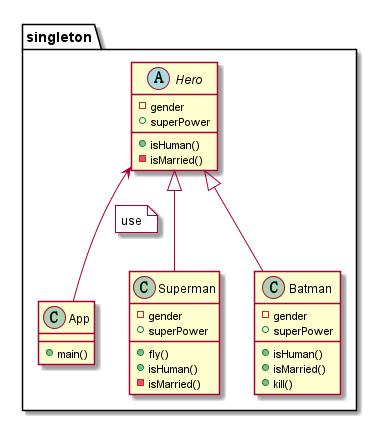 singleton
A Hero
gender
superPower
isHuman()
isMarried()
use
C App
main()
C Superman
gender
superPower
fly()
isHuman()
isMarried()
C Batman
gender
superPower
isHuman()
isMarried()
kill()